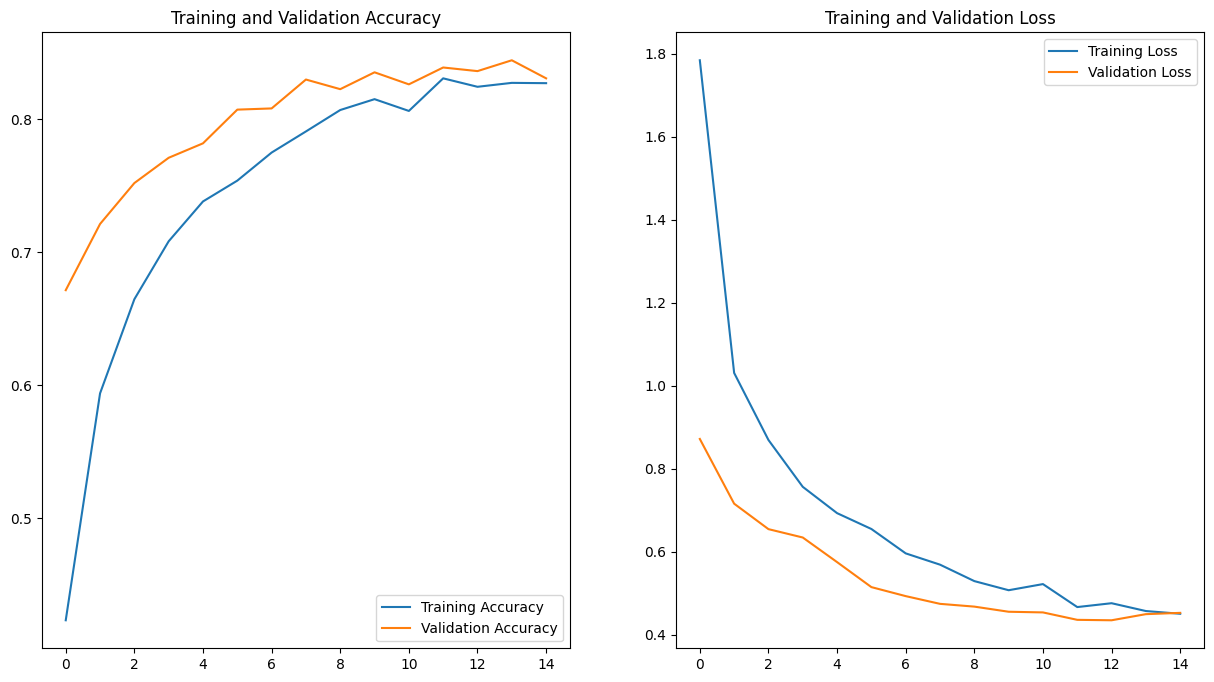 Training and Validation Accuracy
0.8
0.7
0.6
0.5
0 2 4 6 8 10 12 14
Training Accuracy
Validation Accuracy
Training and Validation Loss
1.8
1.6
1.4
1.2
1.0
0.8
0.6
0.4
0 2 4 6 8 10 12 14
Training Loss
Validation Loss